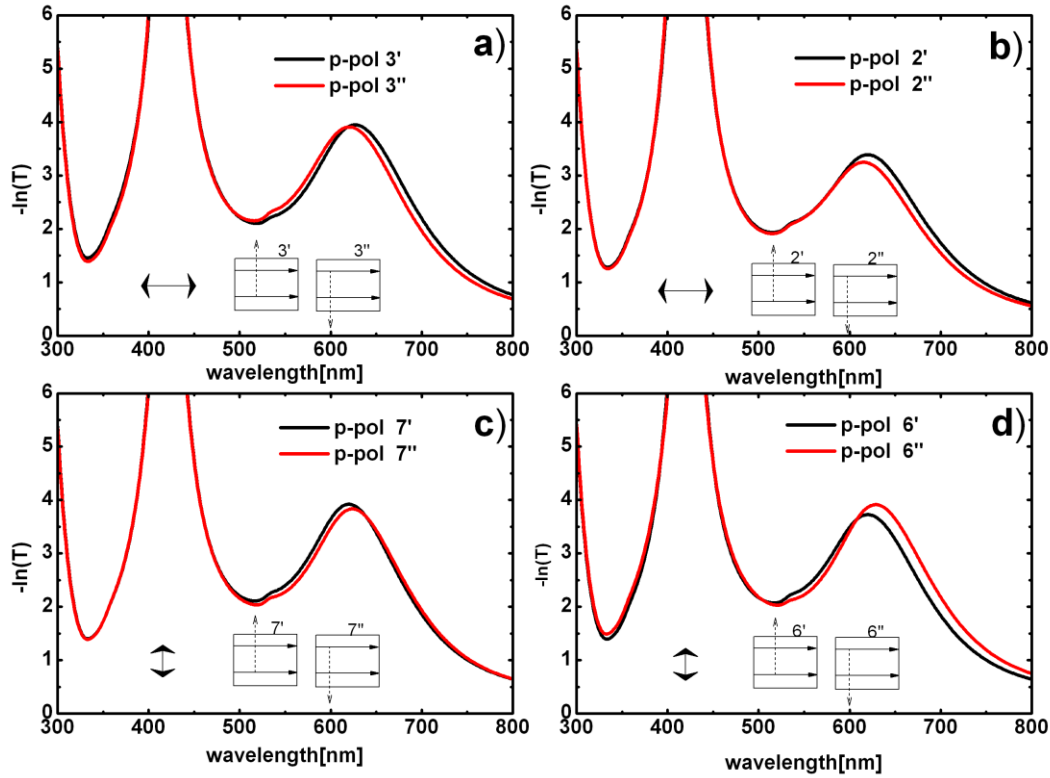 a)
p-pol 3'
p-pol 3"
-ln(T)
6
5
4
3
2
1
0
3' 3"
300 400 500 600 700 800
wavelength[nm]
b)
p-pol 2'
p-pol 2"
-ln(T)
6
5
4
3
2
1
0
2' 2"
300 400 500 600 700 800
wavelength[nm]
c)
p-pol 7'
p-pol 7"
-ln(T)
6
5
4
3
2
1
0
7' 7"
300 400 500 600 700 800
wavelength[nm]
d)
p-pol 6'
p-pol 6"
-ln(T)
6
5
4
3
2
1
0
6' 6"
300 400 500 600 700 800
wavelength[nm]